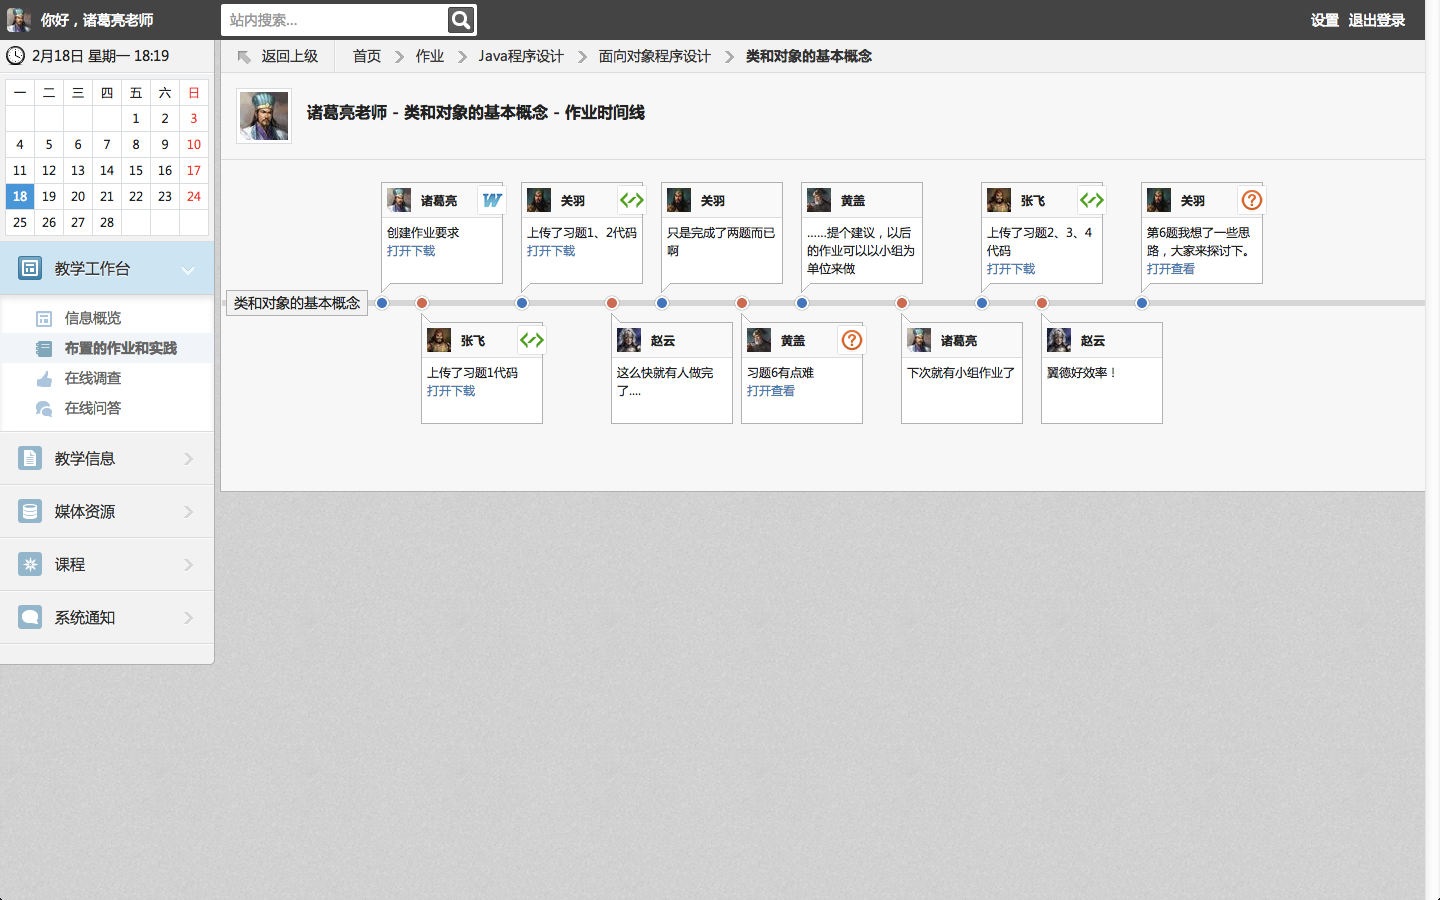 你好，诸葛亮老师
站内搜索...
设置 退出登录
2月18日 星期一 18:19
一 二 三 四 五 六 日
1 2 3
4 5 6 7 8 9 10
11 12 13 14 15 16 17
18 19 20 21 22 23 24
25 26 27 28
教学工作台
信息概览
布置的作业和实践
在线调查
在线问答
教学信息
媒体资源
课程
系统通知
返回上级 首页 作业 Java程序设计 面向对象程序设计 类和对象的基本概念
诸葛亮老师 - 类和对象的基本概念 - 作业时间线
诸葛亮
W
创建作业要求
打开下载
关羽
上传了习题1、2代码
打开下载
关羽
只是完成了两题而已
啊
黄盖
......提个建议，以后
的作业可以以小组为
单位来做
张飞
上传了习题2、3、4
代码
打开下载
关羽
?
第6题我想了一些思
路，大家来探讨下。
打开查看
类和对象的基本概念
张飞
上传了习题1代码
打开下载
赵云
这么快就有人做完
了....
黄盖
?
习题6有点难
打开查看
诸葛亮
下次就有小组作业了
赵云
翼德好效率！